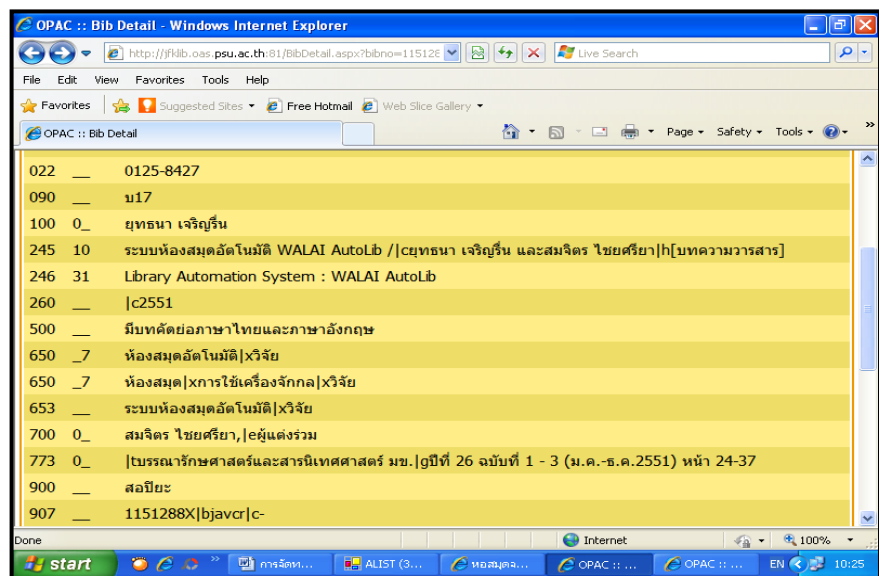 OPAC :: Bib Detail - Windows Internet Explorer
http://jfklib.oas.psu.ac.th:81/BibDetail.aspx?bibno=115128
Live Search
File Edit View Favorites Tools Help
Favorites Suggested Sites Free Hotmail Web Slice Gallery
OPAC :: Bib Detail Page Safety Tools
022 __ 0125-8427
090 __ บ17
100 0_ ยุทธนา เจริญรื่น
245 10 ระบบห้องสมุดอัตโนมัติ WALAI AutoLib /|cยุทธนา เจริญรื่น และสมจิตร ไชยศรียา|h[บทความวารสาร]
246 31 Library Automation System : WALAI AutoLib
260 __ |c2551
500 __ มีบทคัดย่อภาษาไทยและภาษาอังกฤษ
650 _7 ห้องสมุดอัตโนมัติ|xวิจัย
650 _7 ห้องสมุด|xการใช้เครื่องจักกล|xวิจัย
653 __ ระบบห้องสมุดอัตโนมัติ|xวิจัย
700 0_ สมจิตร ไชยศรียา,|eผู้แต่งร่วม
773 0_ |tบรรณารักษศาสตร์และสารนิเทศศาสตร์ มข.|gปีที่ 26 ฉบับที่ 1 - 3 (ม.ค.-ธ.ค.2551) หน้า 24-37
900 __ สอปิยะ
907 __ 1151288X|bjavcr|c-
Done Internet 100%
start การจัดท... ALIST (3... หอสมุดจ... OPAC :: ... OPAC :: ... EN 10:25